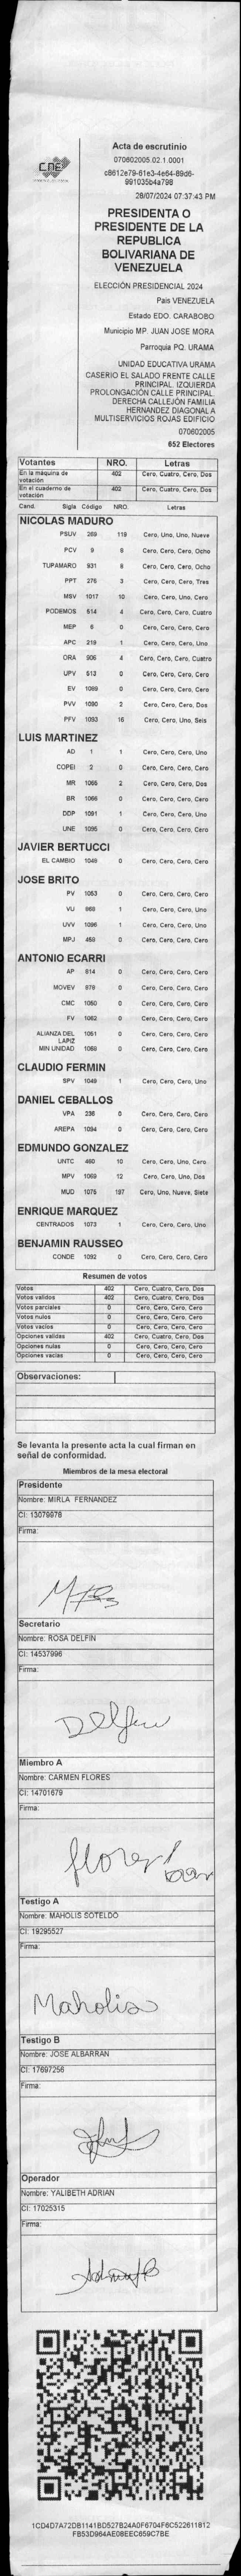 CNE
Acta de escrutinio
070602005.02.1.0001
c8612e79-61e3-4e64-89d6-
991035b4a798
28/07/2024 07:37:43 PM
PRESIDENTA O
PRESIDENTE DE LA
REPUBLICA
BOLIVARIANA DE
VENEZUELA
ELECCIÓN PRESIDENCIAL 2024
País VENEZUELA
Estado EDO. CARABOBO
Municipio MP. JUAN JOSE MORA
Parroquia PQ. URAMA
UNIDAD EDUCATIVA URAMA
CASERIO EL SALADO FRENTE CALLE
PRINCIPAL. IZQUIERDA
PROLONGACIÓN CALLE PRINCIPAL.
DERECHA CALLEJÓN FAMILIA
HERNANDEZ DIAGONAL A
MULTISERVICIOS ROJAS EDIFICIO
070602005
652 Electores
Votantes NRO. Letras
En la máquina de votación 402 Cero, Cuatro, Cero, Dos
En el cuaderno de votación 402 Cero, Cuatro, Cero, Dos
Cand. Sigla Código NRO. Letras
NICOLAS MADURO
PSUV 269 119 Cero, Uno, Uno, Nueve
PCV 9 8 Cero, Cero, Cero, Ocho
TUPAMARO 931 8 Cero, Cero, Cero, Ocho
PPT 276 3 Cero, Cero, Cero, Tres
MSV 1017 10 Cero, Cero, Uno, Cero
PODEMOS 514 4 Cero, Cero, Cero, Cuatro
MEP 6 0 Cero, Cero, Cero, Cero
APC 219 1 Cero, Cero, Cero, Uno
ORA 906 4 Cero, Cero, Cero, Cuatro
UPV 513 0 Cero, Cero, Cero, Cero
EV 1089 0 Cero, Cero, Cero, Cero
PVV 1090 2 Cero, Cero, Cero, Dos
PFV 1093 16 Cero, Cero, Uno, Seis
LUIS MARTINEZ
AD 1 1 Cero, Cero, Cero, Uno
COPEI 2 0 Cero, Cero, Cero, Cero
MR 1065 2 Cero, Cero, Cero, Dos
BR 1066 0 Cero, Cero, Cero, Cero
DDP 1091 1 Cero, Cero, Cero, Uno
UNE 1095 0 Cero, Cero, Cero, Cero
JAVIER BERTUCCI
EL CAMBIO 1046 0 Cero, Cero, Cero, Cero
JOSE BRITO
PV 1053 0 Cero, Cero, Cero, Cero
VU 868 1 Cero, Cero, Cero, Uno
UVV 1096 1 Cero, Cero, Cero, Uno
MPJ 458 0 Cero, Cero, Cero, Cero
ANTONIO ECARRI
AP 814 0 Cero, Cero, Cero, Cero
MOVEV 879 0 Cero, Cero, Cero, Cero
CMC 1050 0 Cero, Cero, Cero, Cero
FV 1062 0 Cero, Cero, Cero, Cero
ALIANZA DEL LAPIZ 1051 0 Cero, Cero, Cero, Cero
MIN UNIDAD 1068 0 Cero, Cero, Cero, Cero
CLAUDIO FERMIN
SPV 1049 1 Cero, Cero, Cero, Uno
DANIEL CEBALLOS
VPA 236 0 Cero, Cero, Cero, Cero
AREPA 1094 0 Cero, Cero, Cero, Cero
EDMUNDO GONZALEZ
UNTC 460 10 Cero, Cero, Uno, Cero
MPV 1069 12 Cero, Cero, Uno, Dos
MUD 1075 197 Cero, Uno, Nueve, Siete
ENRIQUE MARQUEZ
CENTRADOS 1073 1 Cero, Cero, Cero, Uno
BENJAMIN RAUSSEO
CONDE 1092 0 Cero, Cero, Cero, Cero
Resumen de votos
Votos 402 Cero, Cuatro, Cero, Dos
Votos validos 402 Cero, Cuatro, Cero, Dos
Votos parciales 0 Cero, Cero, Cero, Cero
Votos nulos 0 Cero, Cero, Cero, Cero
Votos vacíos 0 Cero, Cero, Cero, Cero
Opciones validas 402 Cero, Cuatro, Cero, Dos
Opciones nulas 0 Cero, Cero, Cero, Cero
Opciones vacías 0 Cero, Cero, Cero, Cero
Observaciones:
Se levanta la presente acta la cual firman en
señal de conformidad.
Miembros de la mesa electoral
Presidente
Nombre: MIRLA FERNANDEZ
CI: 13079978
Firma:
Secretario
Nombre: ROSA DELFIN
CI: 14537996
Firma:
Delfin
Miembro A
Nombre: CARMEN FLORES
CI: 14701679
Firma:
flores
Testigo A
Nombre: MAHOLIS SOTELDO
CI: 19295527
Firma:
Maholis
Testigo B
Nombre: JOSE ALBARRAN
CI: 17697256
Firma:
Operador
Nombre: YALIBETH ADRIAN
CI: 17025315
Firma:
1CD4D7A72DB1141BD527B24A0F6704F6C522611812
FB53D964AE08EEC659C7BE